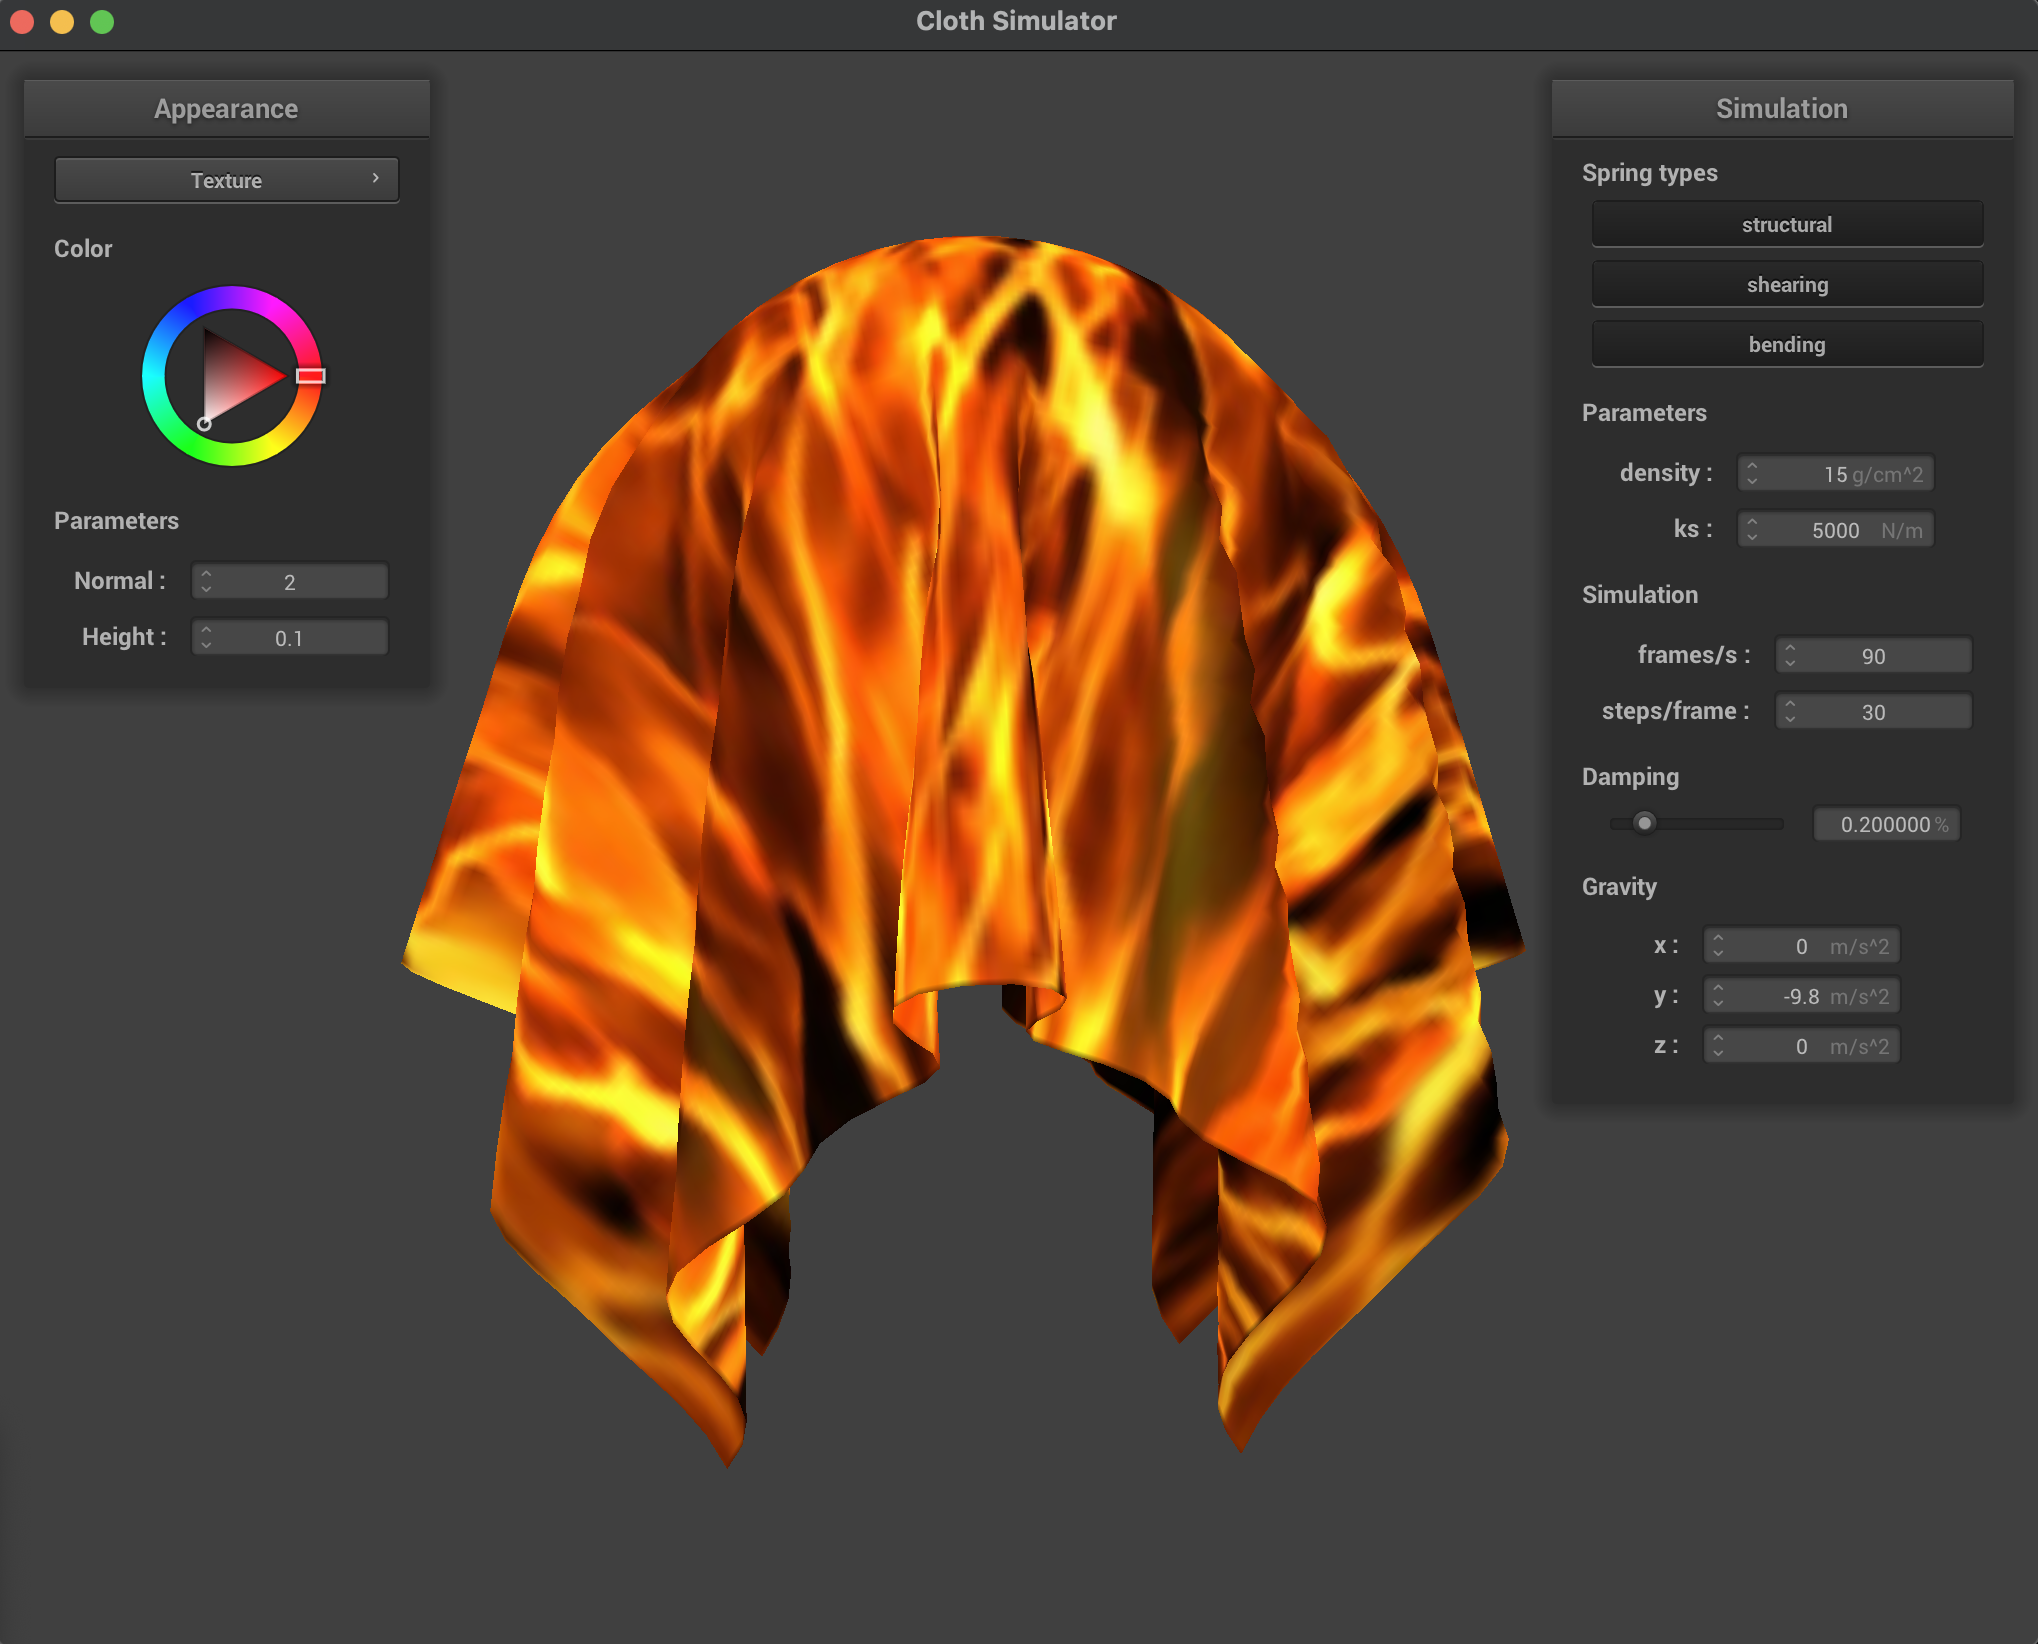 Cloth Simulator
Appearance
Texture
Color
Parameters
Normal : 2
Height : 0.1
Simulation
Spring types
structural
shearing
bending
Parameters
density : 15 g/cm^2
ks : 5000 N/m
Simulation
frames/s : 90
steps/frame : 30
Damping
0.200000 %
Gravity
x : 0 m/s^2
y : -9.8 m/s^2
z : 0 m/s^2